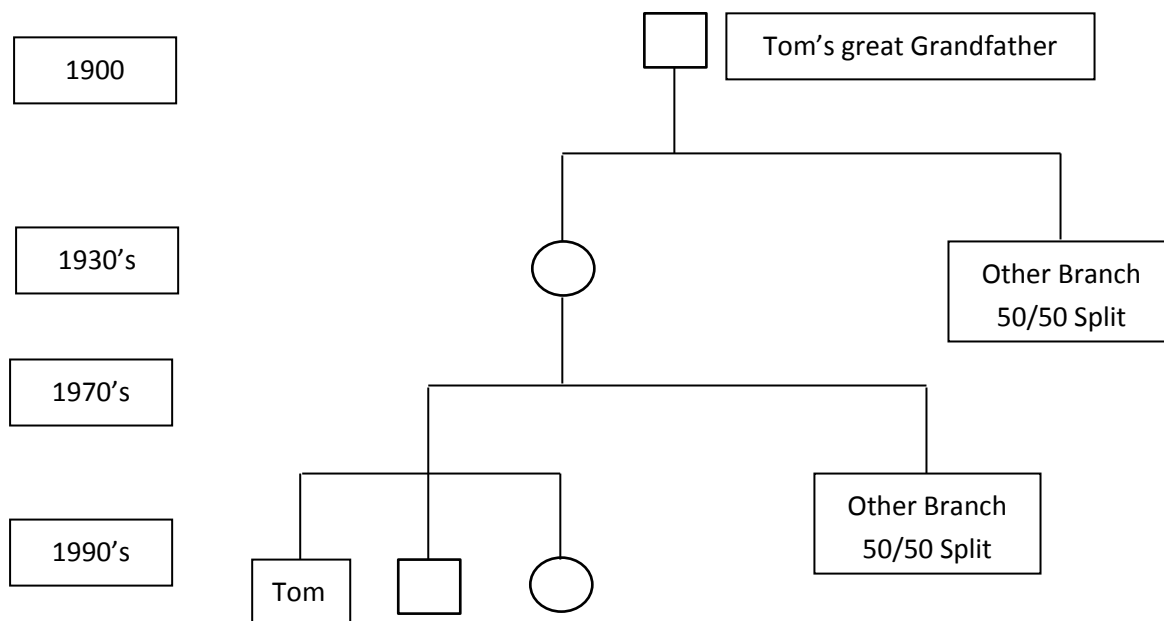 1900
Tom’s great Grandfather
1930’s
Other Branch
50/50 Split
1970’s
Other Branch
50/50 Split
1990’s
Tom